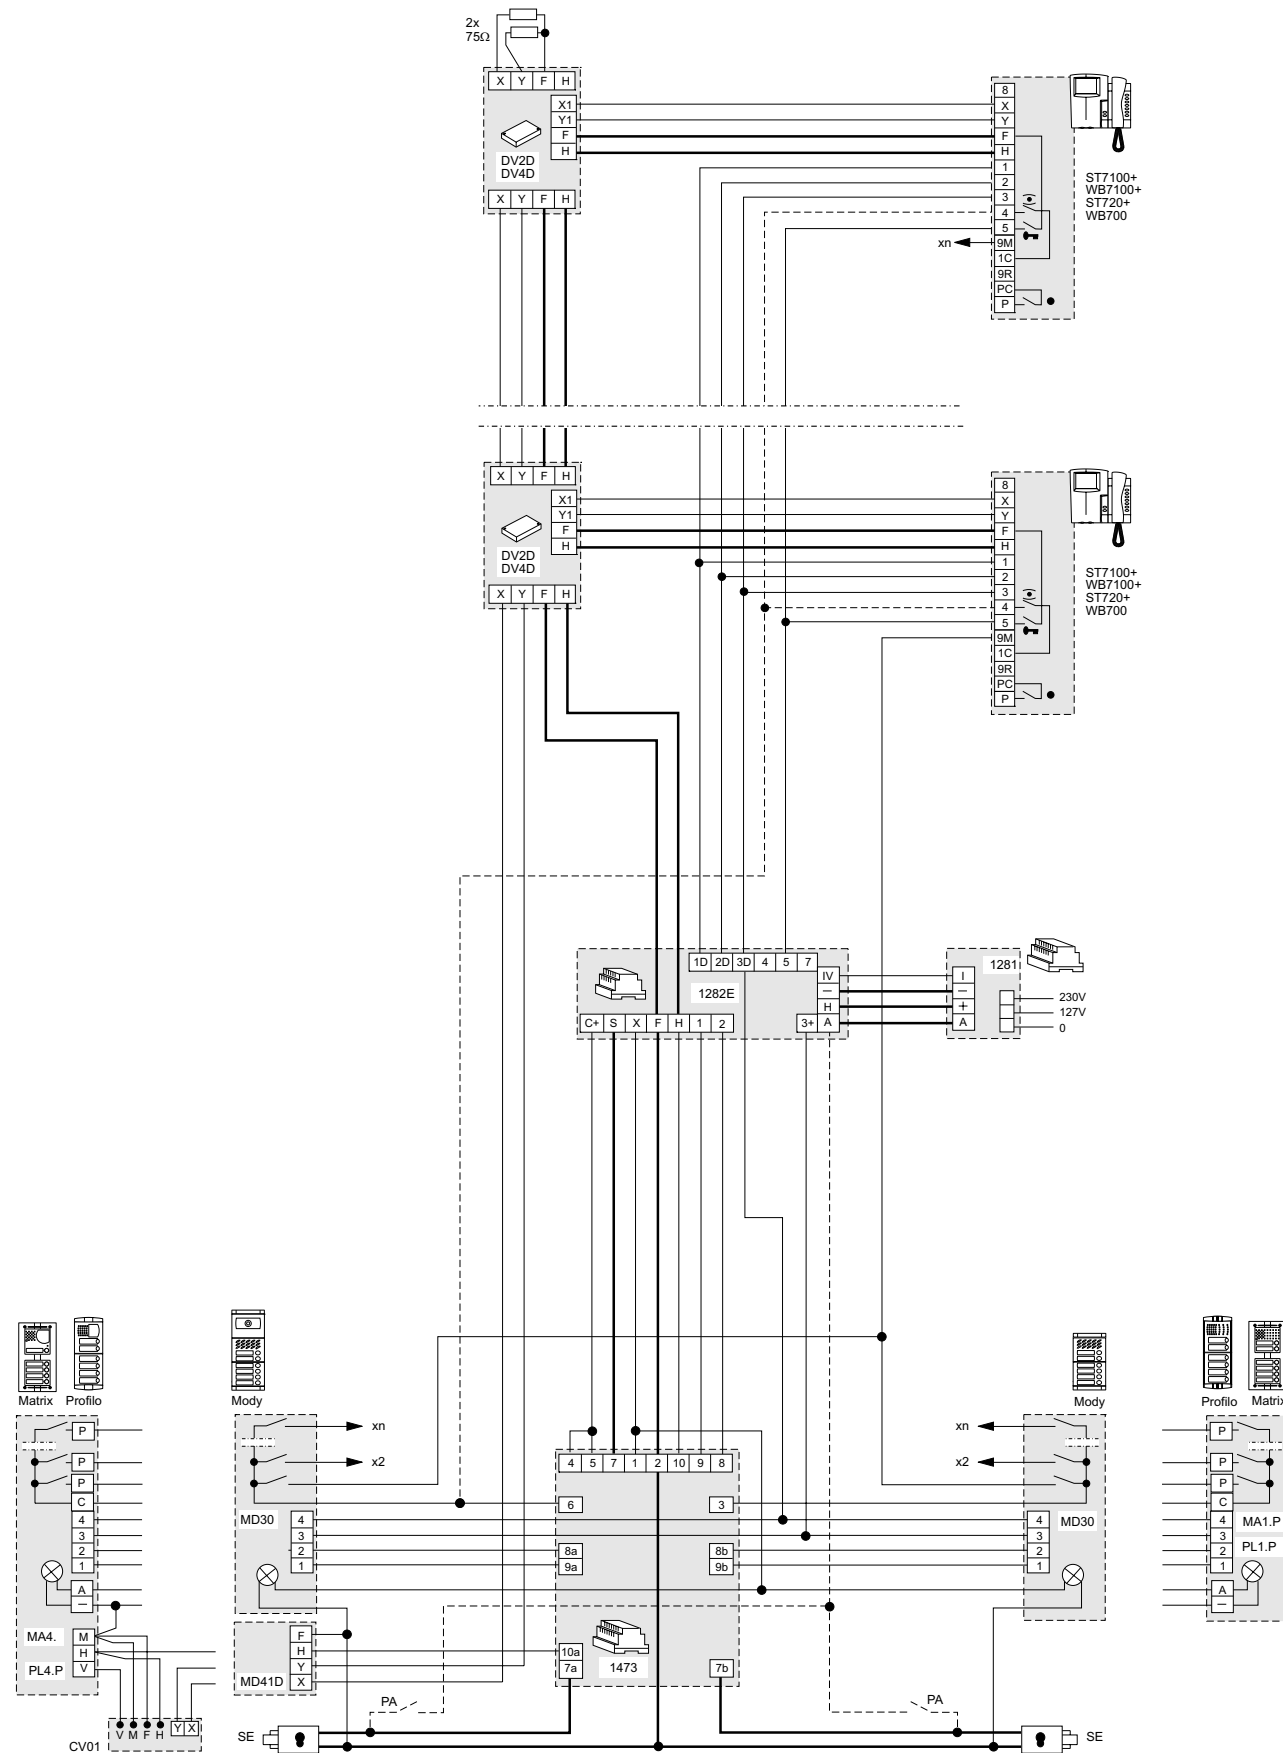 2x
75Ω
X Y F H
X1
Y1
F
H
DV2D
DV4D
X Y F H
8
X
Y
F
H
1
2
3
4
5
9M
1C
9R
PC
P
xn
ST7100+
WB7100+
ST720+
WB700
X Y F H
X1
Y1
F
H
DV2D
DV4D
X Y F H
8
X
Y
F
H
1
2
3
4
5
9M
1C
9R
PC
P
ST7100+
WB7100+
ST720+
WB700
1D 2D 3D 4 5 7
1282E
IV
—
H
3+ A
C+ S X F H 1 2
1281
I
—
+
A
230V
127V
0
Matrix Profilo
Mody
Mody
Profilo Matrix
P
P
P
C
4
3
2
1
A
—
MA4.
PL4.P
M
H
V
V M F H Y X
CV01
xn
x2
MD30
4
3
2
1
F
H
Y
X
MD41D
4 5 7 1 2 10 9 8
6
3
8a
9a
8b
9b
10a
7a
1473
7b
PA
PA
SE
SE
xn
x2
MD30
4
3
2
1
P
P
P
C
4
3
2
1
A
—
MA1.P
PL1.P